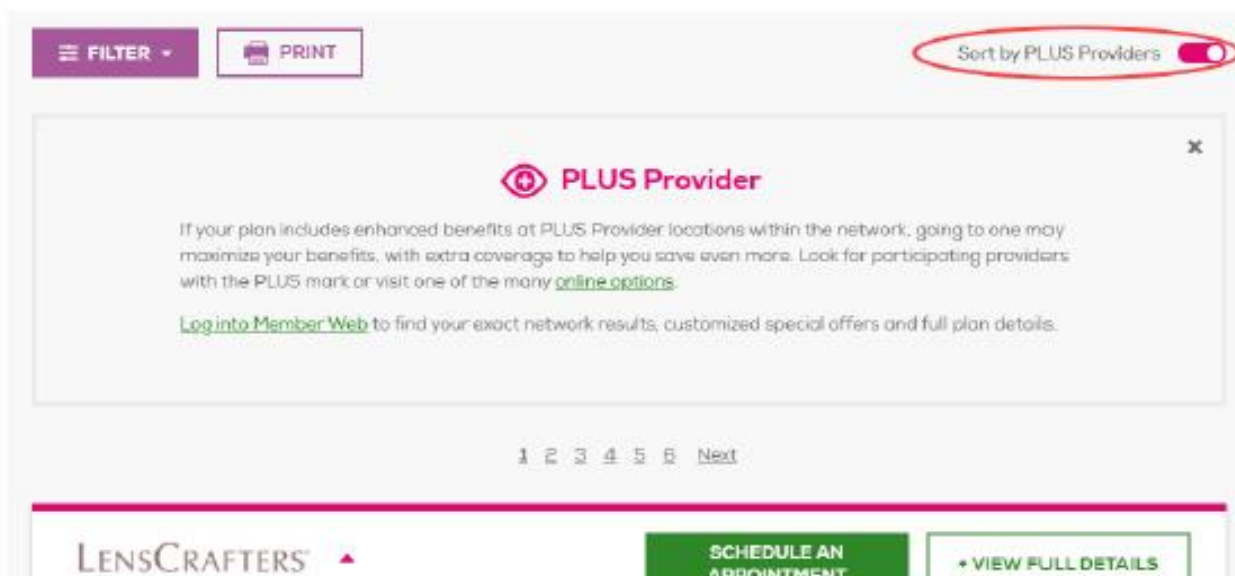 FILTER
PRINT
Sort by PLUS Providers
PLUS Provider
If your plan includes enhanced benefits at PLUS Provider locations within the network, going to one may
maximize your benefits, with extra coverage to help you save even more. Look for participating providers
with the PLUS mark or visit one of the many online options.
Log into Member Web to find your exact network results, customized special offers and full plan details.
1 2 3 4 5 6 Next
LENSCRAFTERS
SCHEDULE AN
APPOINTMENT
+ VIEW FULL DETAILS